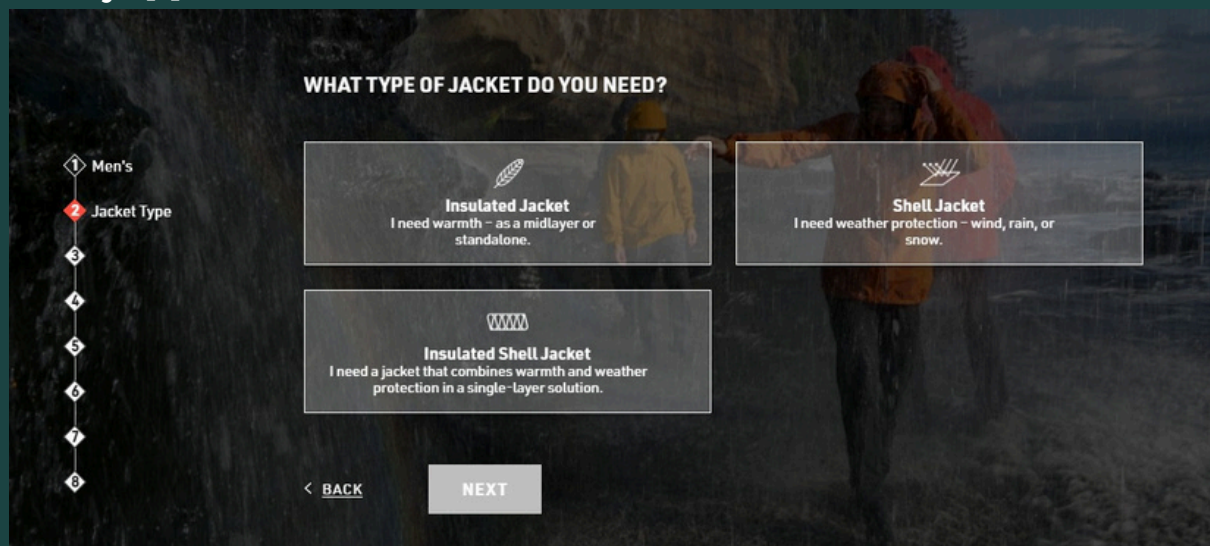 WHAT TYPE OF JACKET DO YOU NEED?
1 Men's
2 Jacket Type
3
4
5
6
7
8
Insulated Jacket
I need warmth – as a midlayer or
standalone.
Shell Jacket
I need weather protection – wind, rain, or
snow.
Insulated Shell Jacket
I need a jacket that combines warmth and weather
protection in a single-layer solution.
< BACK
NEXT